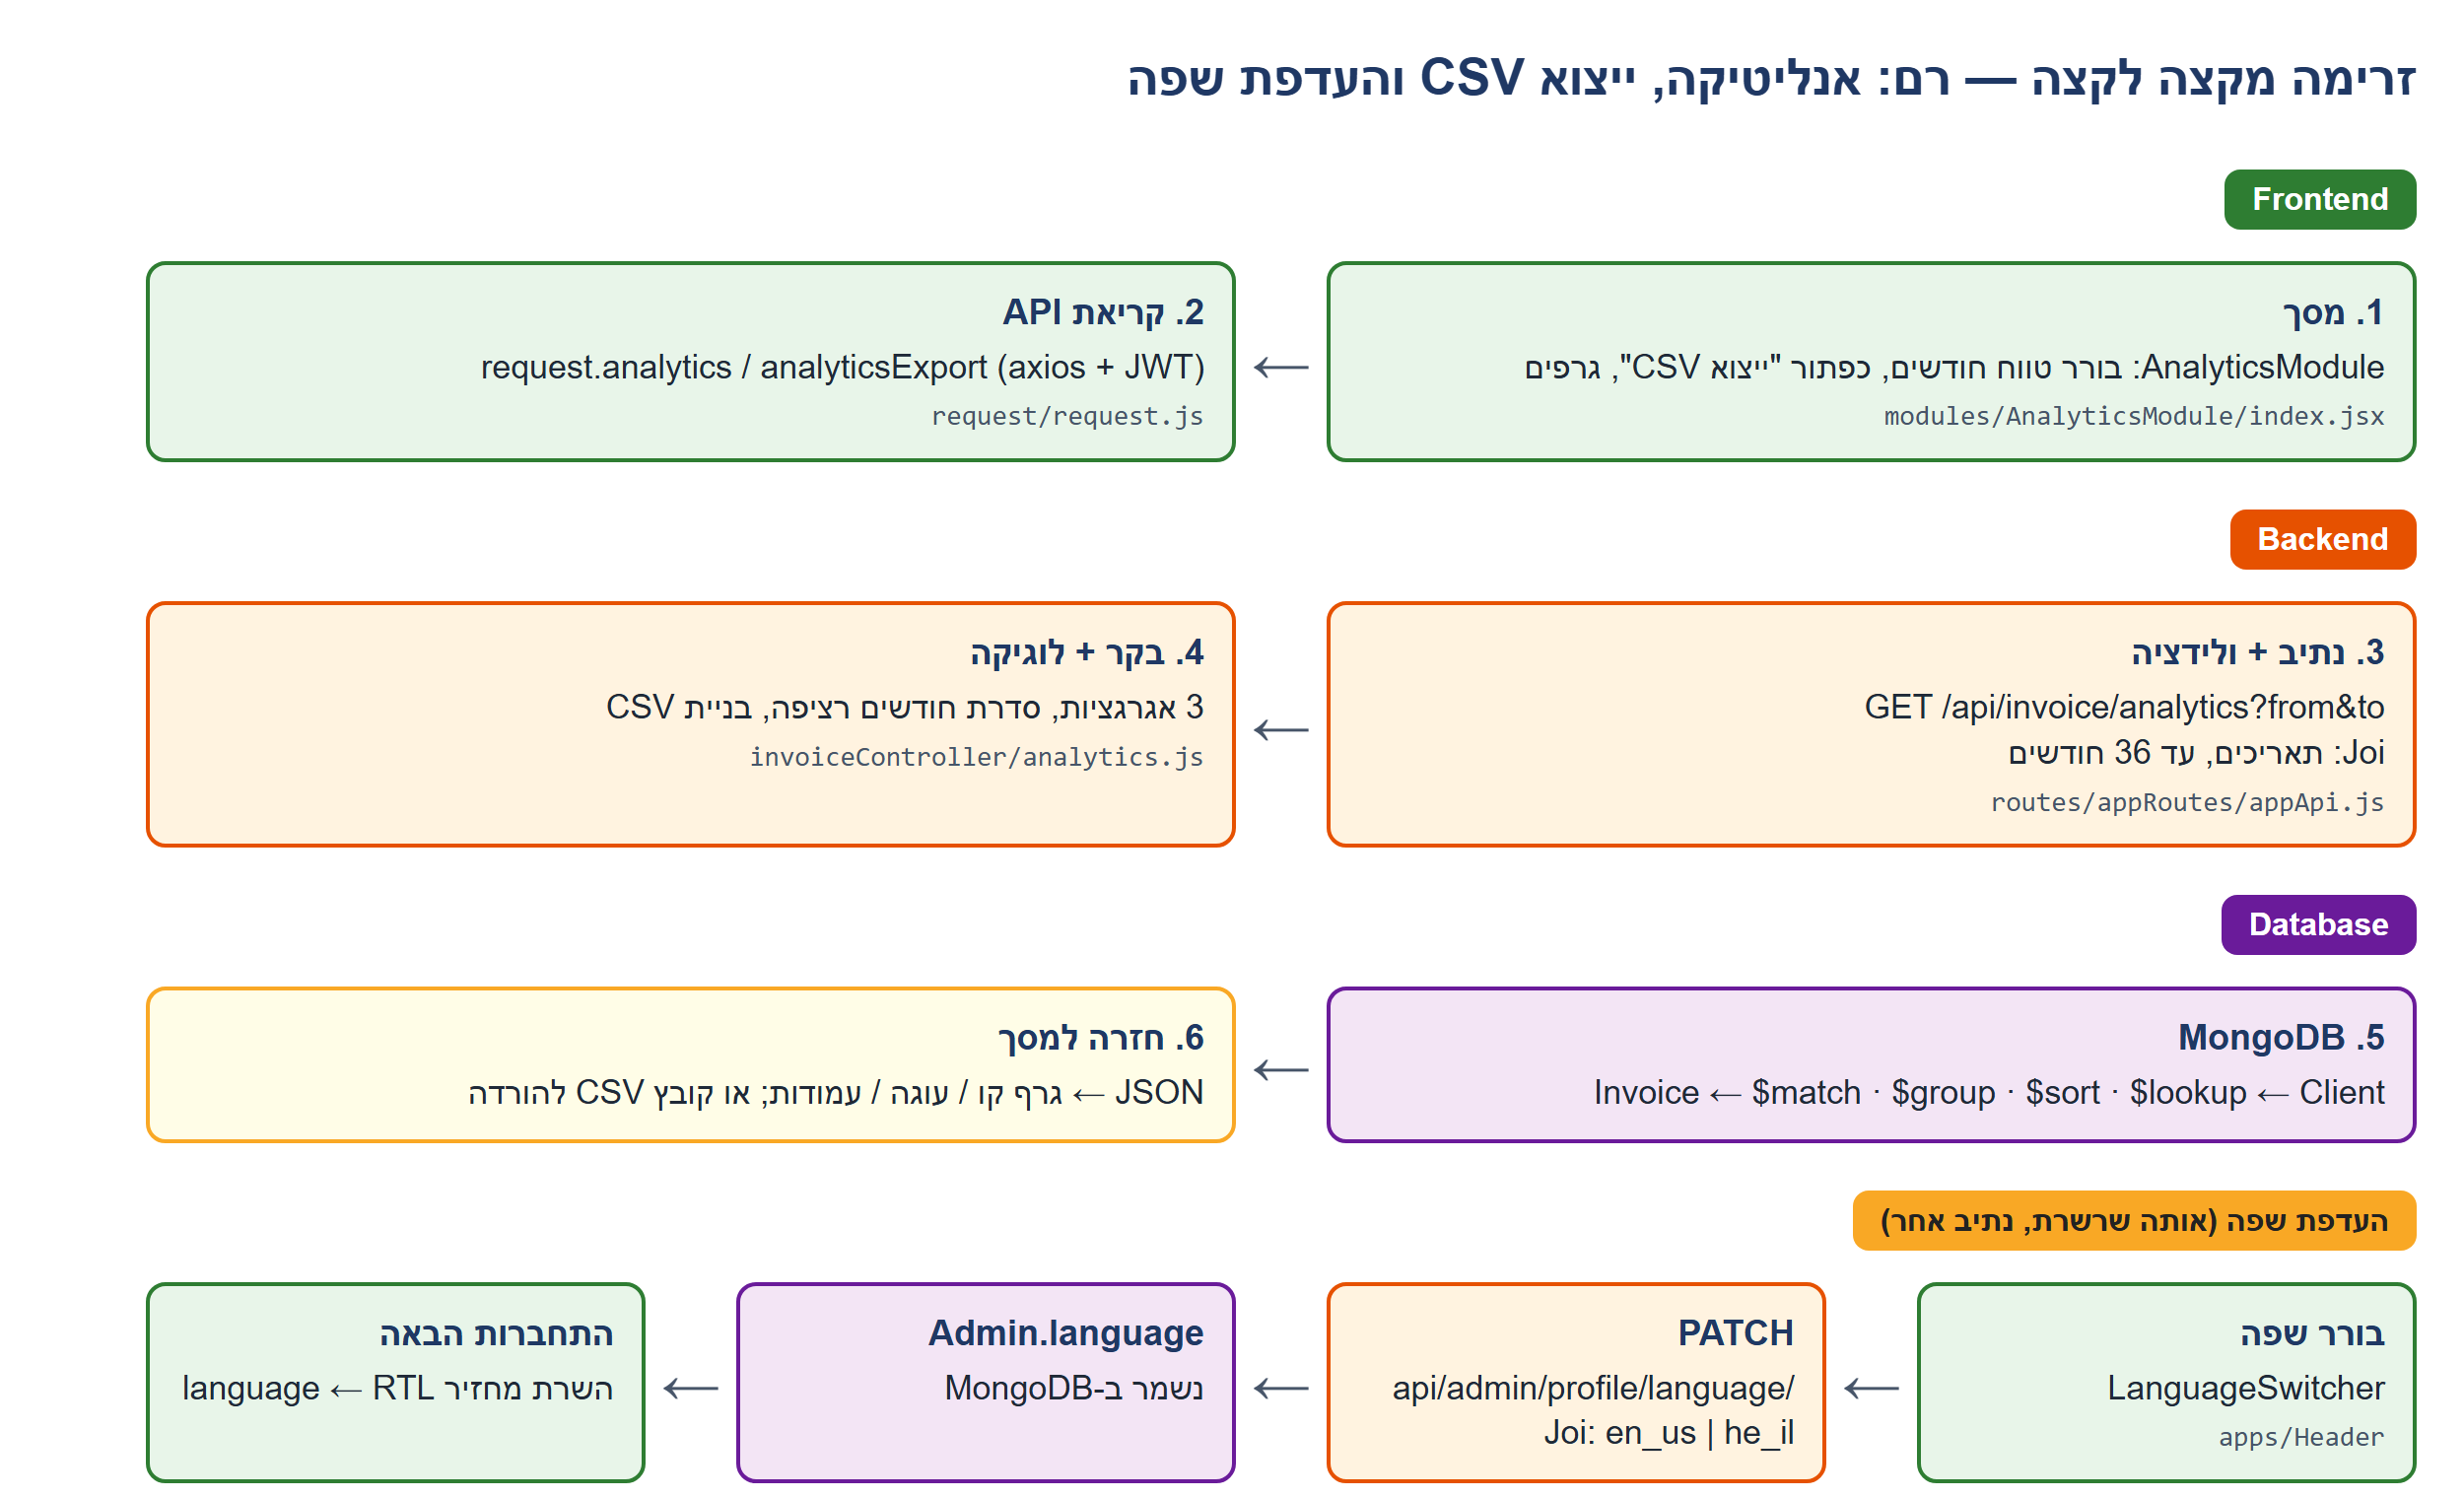 זרימה מקצה לקצה — רם: אנליטיקה, ייצוא CSV והעדפת שפה
Frontend
1. מסך
AnalyticsModule: בורר טווח חודשים, כפתור "ייצוא CSV", גרפים
modules/AnalyticsModule/index.jsx
←
2. קריאת API
request.analytics / analyticsExport (axios + JWT)
request/request.js
Backend
3. נתיב + ולידציה
GET /api/invoice/analytics?from&to
Joi: תאריכים, עד 36 חודשים
routes/appRoutes/appApi.js
←
4. בקר + לוגיקה
3 אגרגציות, סדרת חודשים רציפה, בניית CSV
invoiceController/analytics.js
Database
5. MongoDB
Invoice ← $match · $group · $sort · $lookup ← Client
←
6. חזרה למסך
JSON ← גרף קו / עוגה / עמודות; או קובץ CSV להורדה
העדפת שפה (אותה שרשרת, נתיב אחר)
בורר שפה
LanguageSwitcher
apps/Header
←
PATCH
api/admin/profile/language/
Joi: en_us | he_il
←
Admin.language
נשמר ב-MongoDB
←
התחברות הבאה
השרת מחזיר language ← RTL